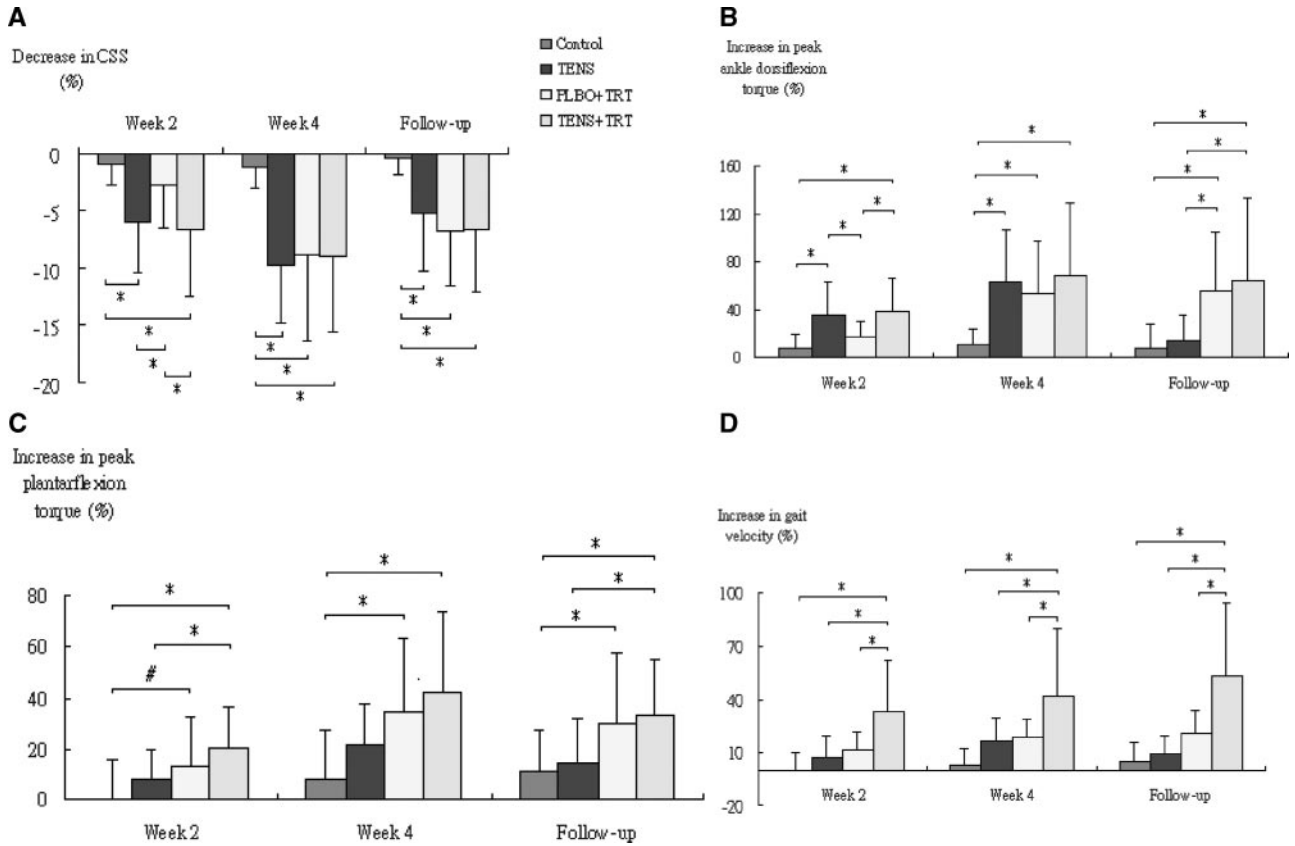 A
Decrease in CSS
(%)
Control
TENS
PLBO+TRT
TENS+TRT
Week 2
Week 4
Follow-up
0
-5
-10
-15
-20
* * * *
* * *
* * *
B
Increase in peak
ankle dorsiflexion
torque (%)
160
120
80
40
0
* * * *
* * *
* * * *
Week 2
Week 4
Follow-up
C
Increase in peak
plantarflexion
torque (%)
80
60
40
20
0
* * #
* *
* * *
Week 2
Week 4
Follow-up
D
Increase in gait
velocity (%)
100
70
40
10
-20
* * *
* * *
* * *
Week 2
Week 4
Follow-up